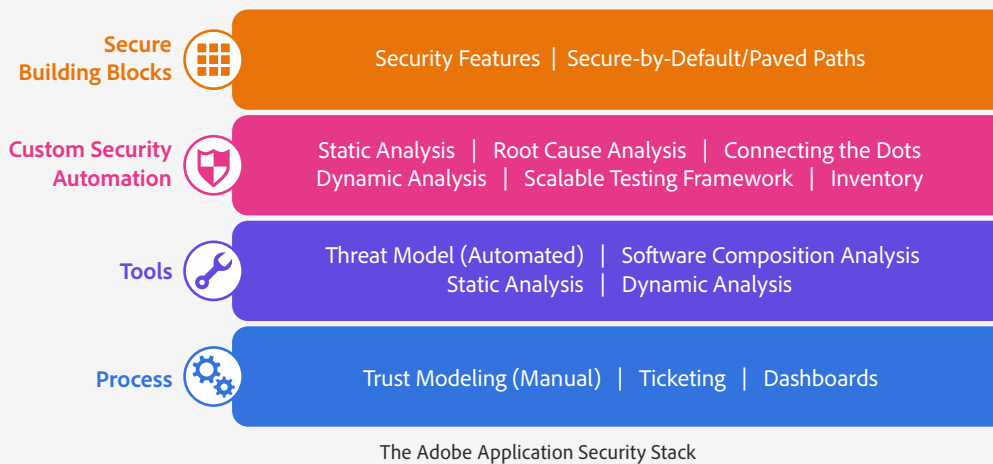 Secure
Building Blocks
Security Features | Secure-by-Default/Paved Paths
Custom Security
Automation
Static Analysis | Root Cause Analysis | Connecting the Dots
Dynamic Analysis | Scalable Testing Framework | Inventory
Tools
Threat Model (Automated) | Software Composition Analysis
Static Analysis | Dynamic Analysis
Process
Trust Modeling (Manual) | Ticketing | Dashboards
The Adobe Application Security Stack